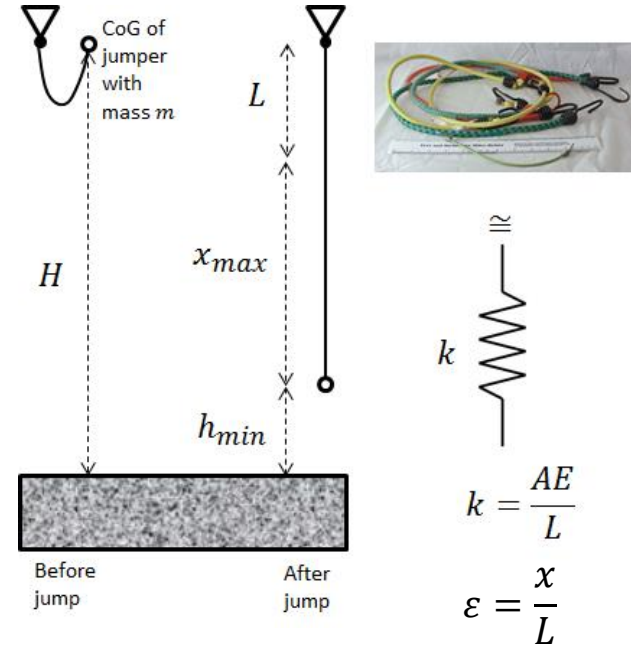 CoG of
jumper
with
mass m
L
H
x_max
h_min
≅
k
k = AE/L
ε = x/L
Before
jump
After
jump